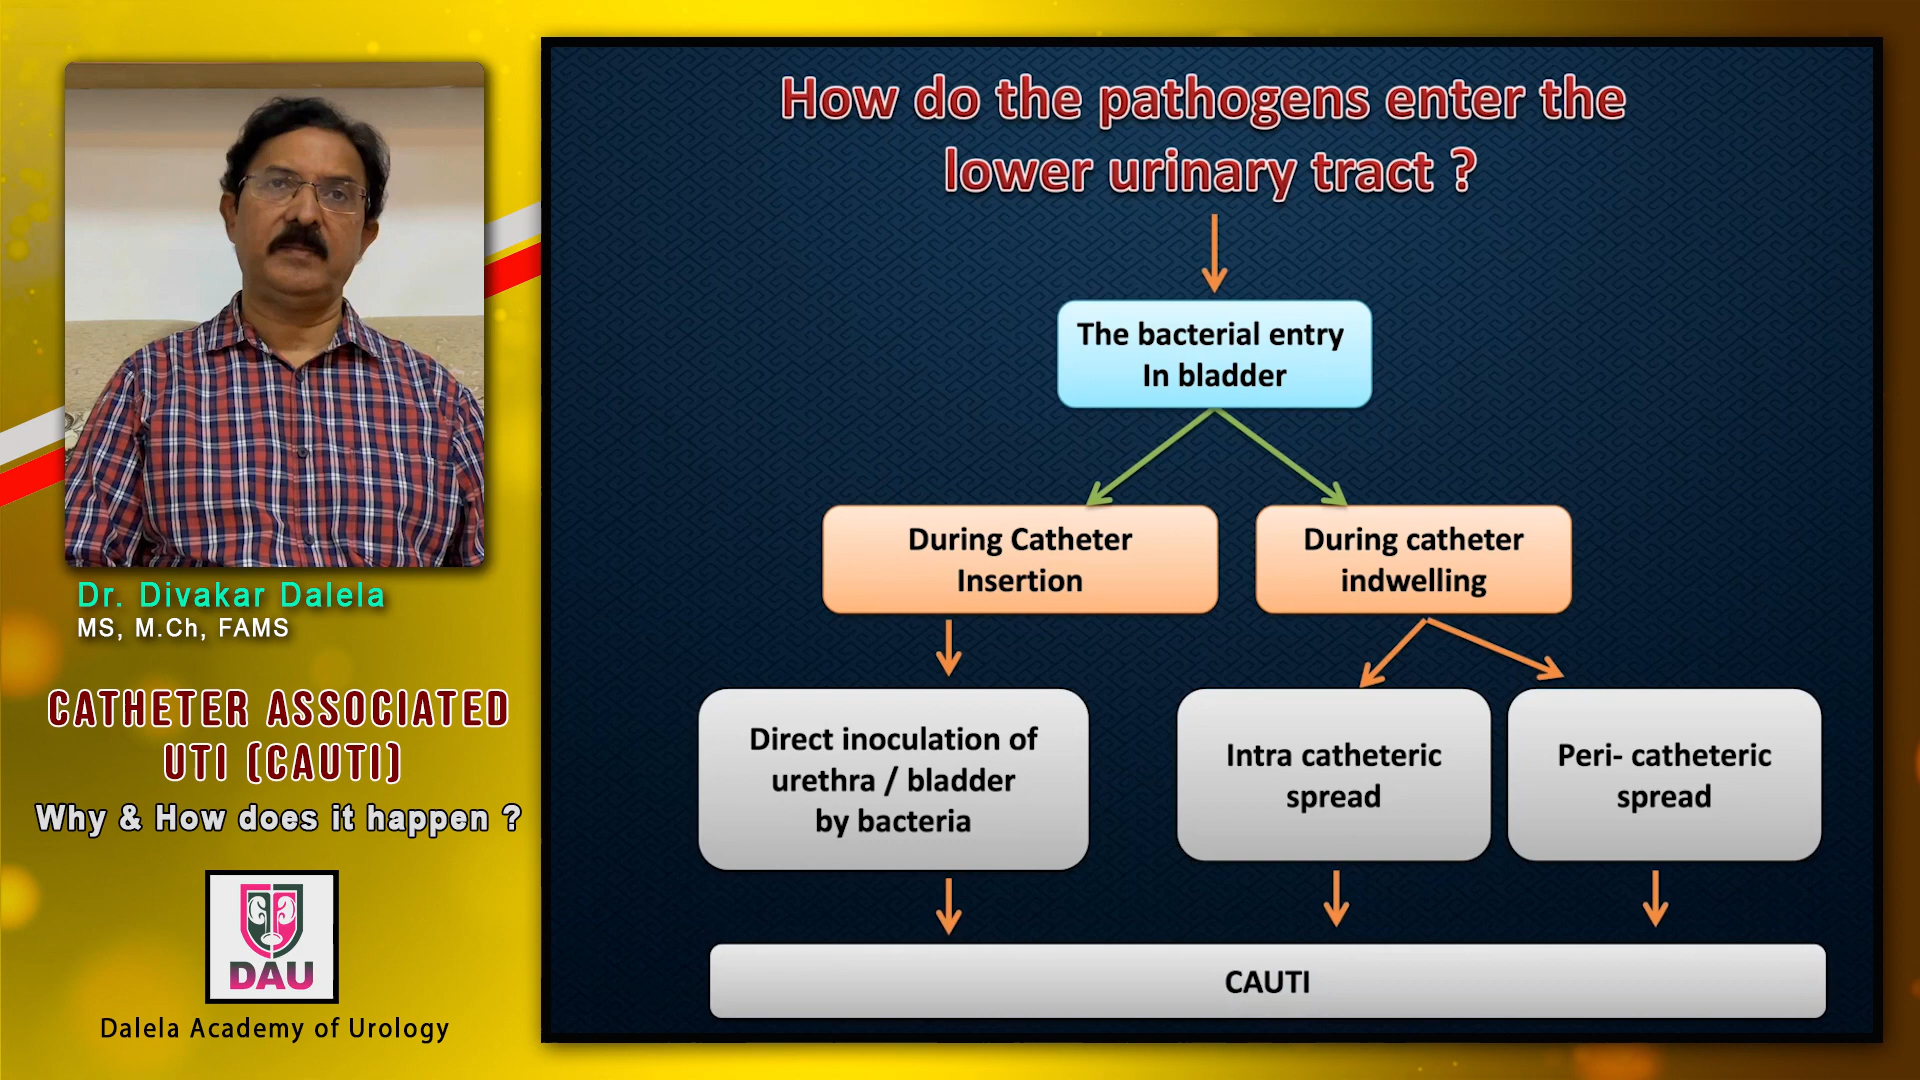 Dr. Divakar Dalela
MS, M.Ch, FAMS
CATHETER ASSOCIATED
UTI (CAUTI)
Why & How does it happen ?
DAU
Dalela Academy of Urology
How do the pathogens enter the
lower urinary tract ?
The bacterial entry
In bladder
During Catheter
Insertion
During catheter
indwelling
Direct inoculation of
urethra / bladder
by bacteria
Intra catheteric
spread
Peri- catheteric
spread
CAUTI